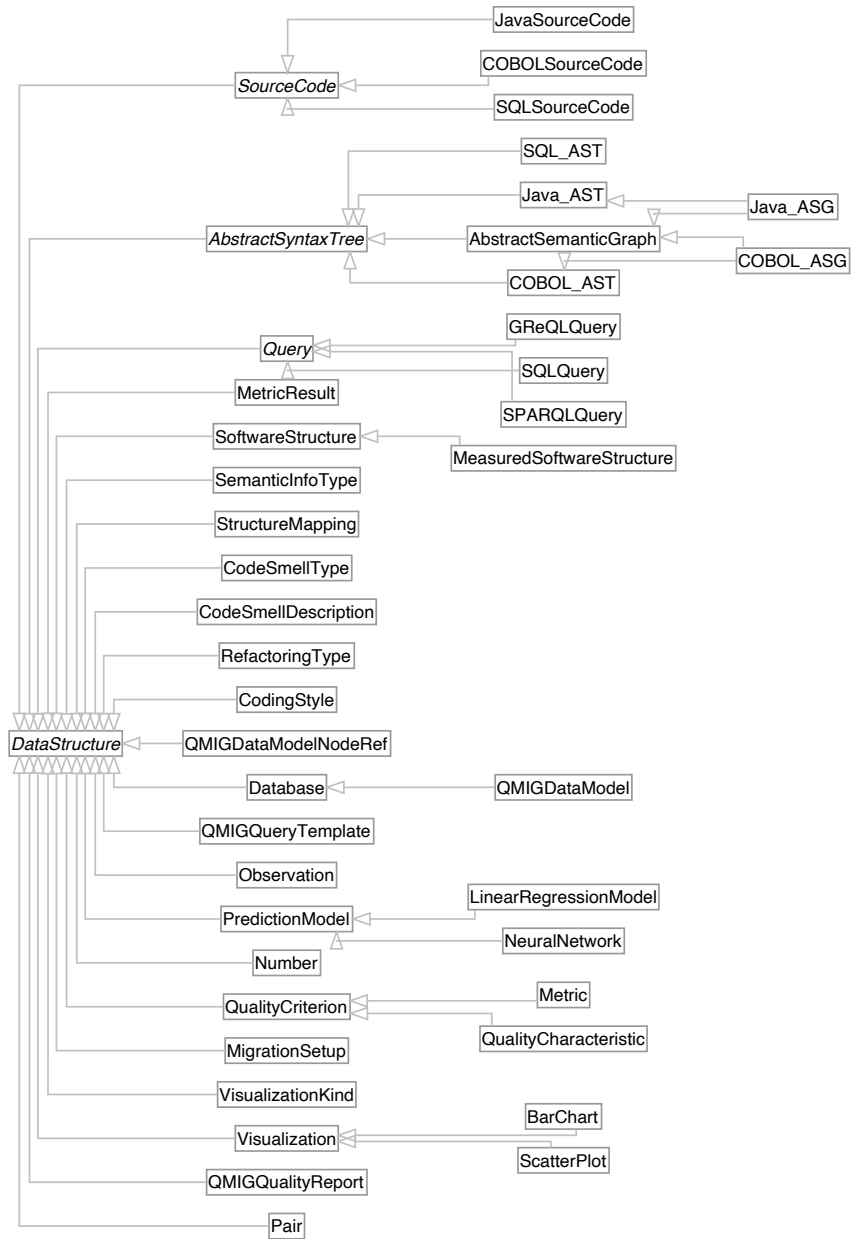 JavaSourceCode
COBOLSourceCode
SourceCode
SQLSourceCode
SQL_AST
Java_AST
Java_ASG
AbstractSyntaxTree
AbstractSemanticGraph
COBOL_ASG
COBOL_AST
GReQLQuery
Query
SQLQuery
MetricResult
SPARQLQuery
SoftwareStructure
MeasuredSoftwareStructure
SemanticInfoType
StructureMapping
CodeSmellType
CodeSmellDescription
RefactoringType
CodingStyle
DataStructure
QMIGDataModelNodeRef
Database
QMIGDataModel
QMIGQueryTemplate
Observation
LinearRegressionModel
PredictionModel
NeuralNetwork
Number
Metric
QualityCriterion
QualityCharacteristic
MigrationSetup
VisualizationKind
BarChart
Visualization
ScatterPlot
QMIGQualityReport
Pair